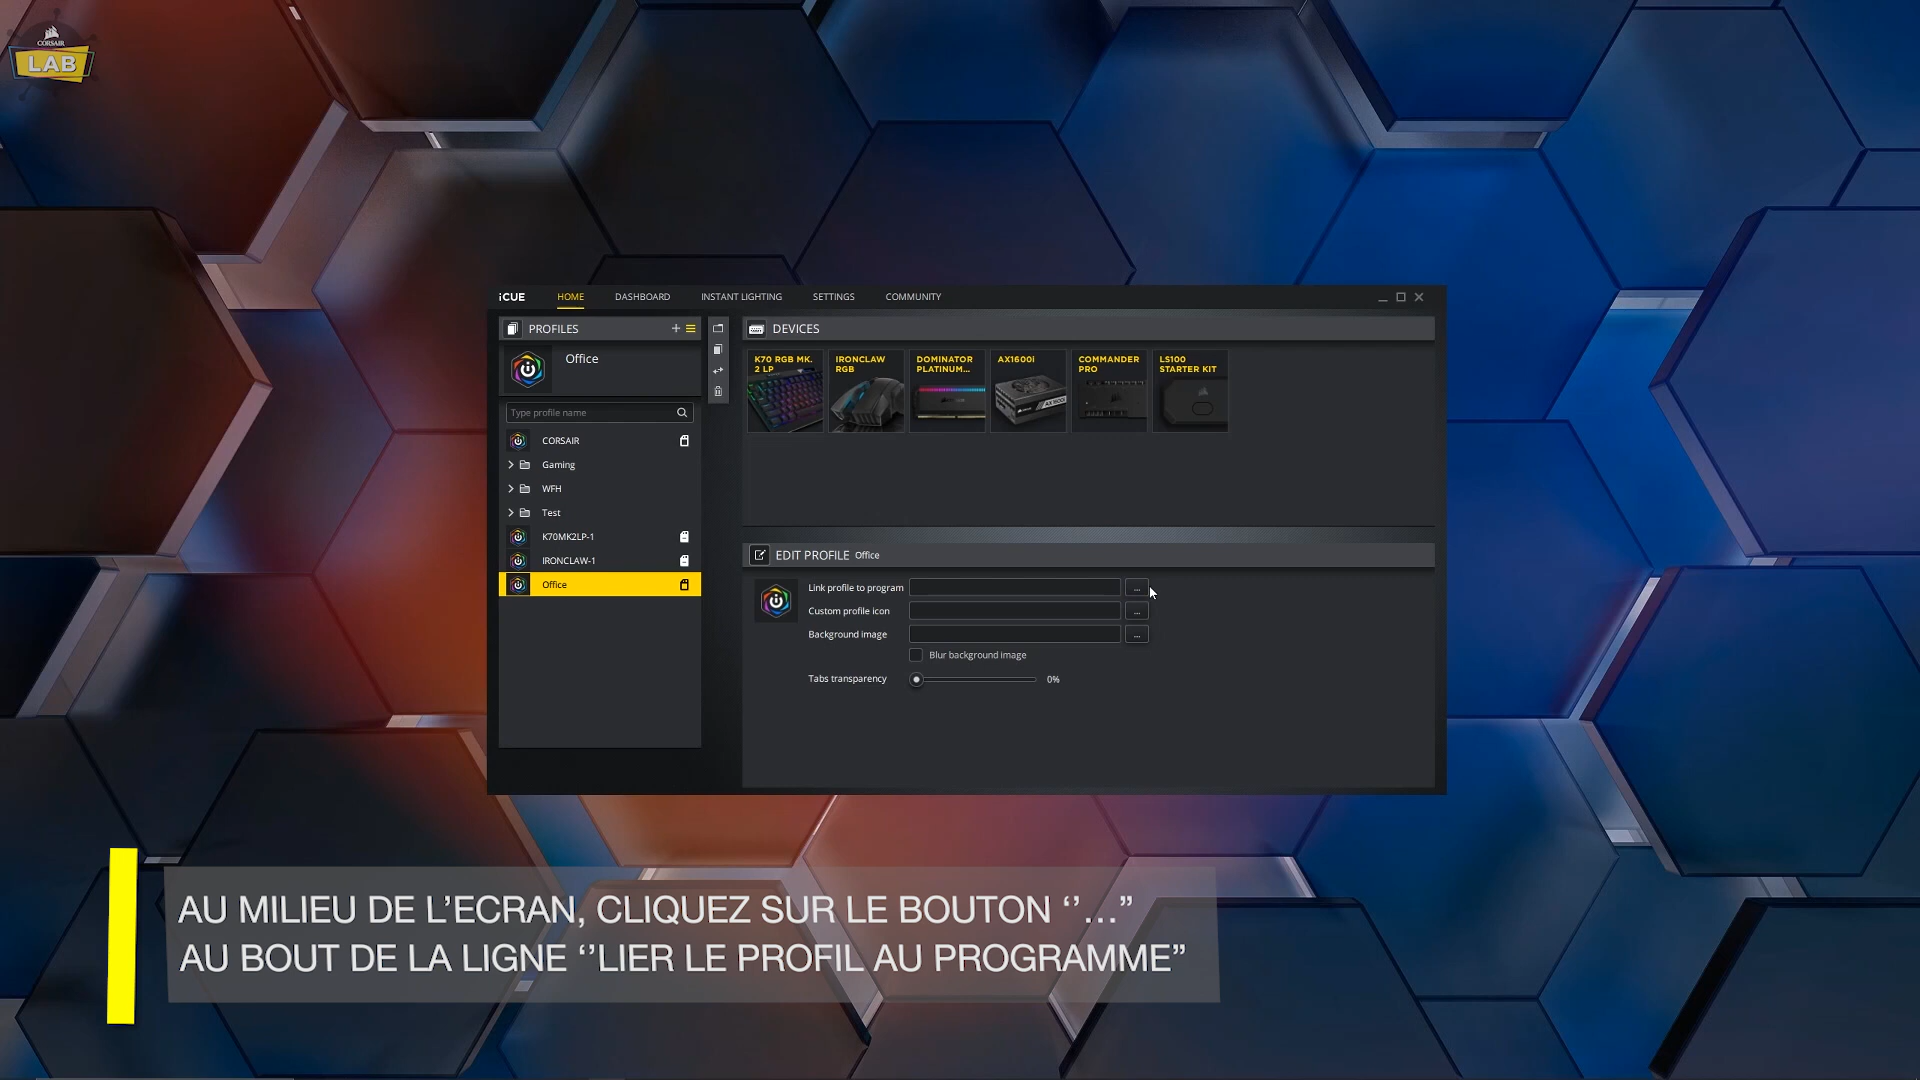 CORSAIR
LAB
iCUE HOME DASHBOARD INSTANT LIGHTING SETTINGS COMMUNITY
PROFILES
Office
Type profile name
CORSAIR
Gaming
WFH
Test
K70MK2LP-1
IRONCLAW-1
Office
DEVICES
K70 RGB MK.
2 LP
IRONCLAW
RGB
DOMINATOR
PLATINUM...
AX1600i
COMMANDER
PRO
LS100
STARTER KIT
EDIT PROFILE Office
Link profile to program ...
Custom profile icon ...
Background image ...
Blur background image
Tabs transparency 0%
AU MILIEU DE L’ECRAN, CLIQUEZ SUR LE BOUTON ‘’...”
AU BOUT DE LA LIGNE ‘’LIER LE PROFIL AU PROGRAMME”